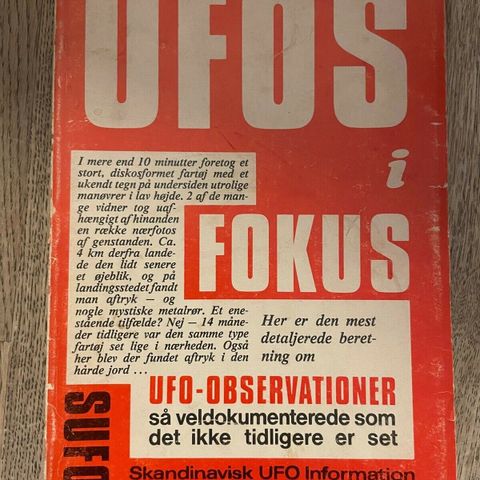 UFOS
i
FOKUS
I mere end 10 minutter foretog et
stort, diskosformet fartøj med et
ukendt tegn på undersiden utrolige
manøvrer i lav højde. 2 af de man-
ge vidner tog uaf-
hængigt af hinanden
en række nærfotos
af genstanden. Ca.
4 km derfra lande-
de den lidt senere
et øjeblik, og på
landingsstedet fandt
man aftryk — og
nogle mystiske metalrør. Et ene-
stående tilfælde? Nej — 14 måne-
der tidligere var den samme type
fartøj set lige i nærheden. Også
her blev der fundet aftryk i den
hårde jord ...
Her er den mest
detaljerede beret-
ning om
UFO-OBSERVATIONER
så veldokumenterede som
det ikke tidligere er set
SUFO
Skandinavisk UFO Information